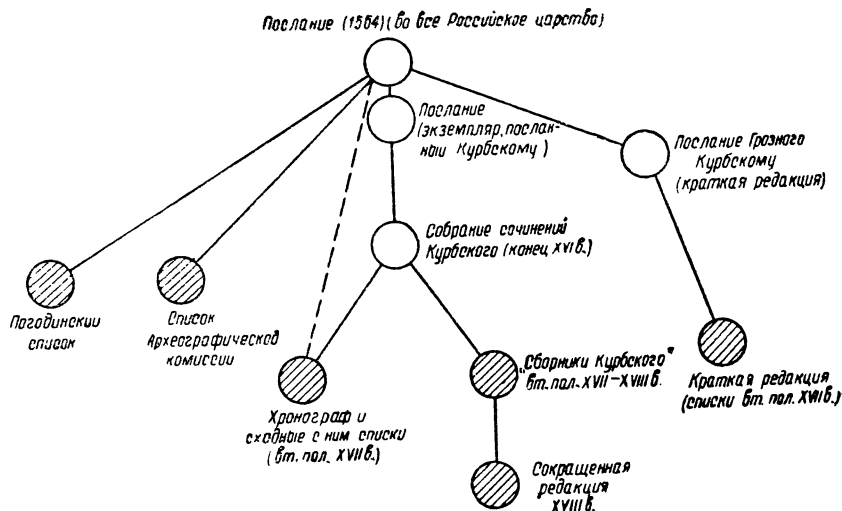 Послание (1564)(во все Российское царство)
Послание
(экземпляр, послан-
ный Курбскому)
Послание Грозного
Курбскому
(краткая редакция)
Собрание сочинений
Курбского (конец XVI в.)
Погодинский
список
Список
Археографической
комиссии
Хронограф и
сходные с ним списки
(вт. пол. XVII в.)
"Сборники Курбского"
вт. пол. XVII-XVIII в.
Краткая редакция
(списки вт. пол. XVII в.)
Сокращенная
редакция
XVIII в.